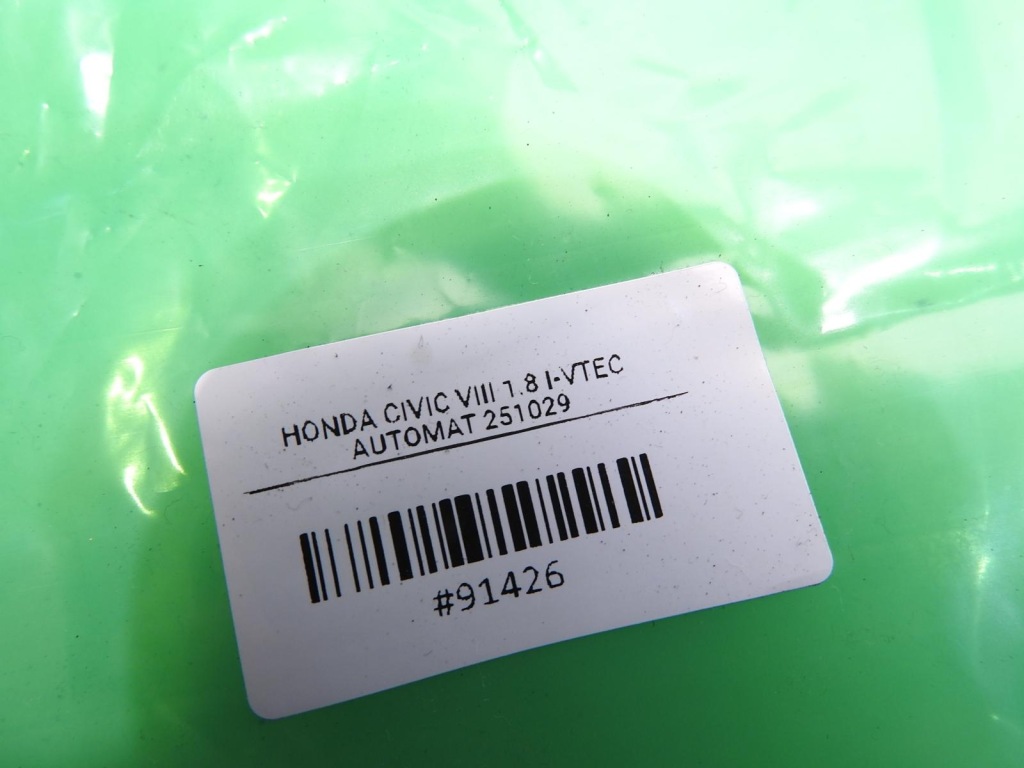 HONDA CIVIC VIII 1.8 I-VTEC
AUTOMAT 251029
#91426